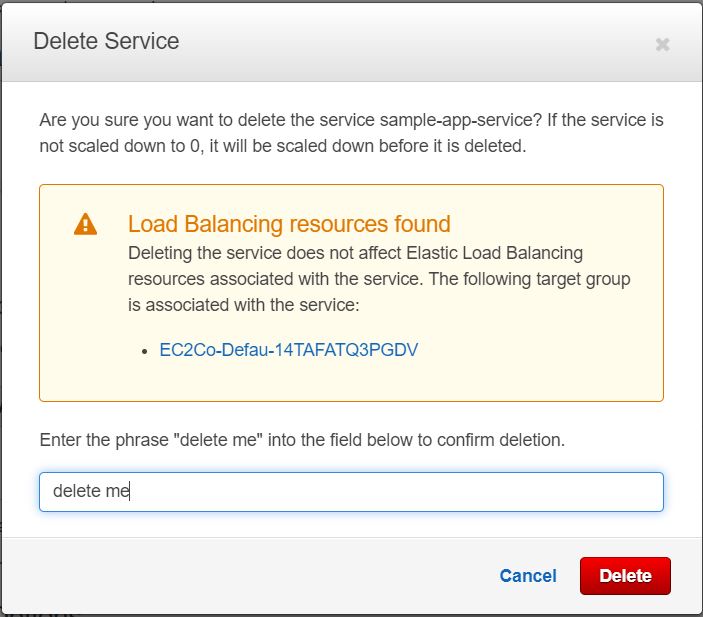 Delete Service
Are you sure you want to delete the service sample-app-service? If the service is
not scaled down to 0, it will be scaled down before it is deleted.
Load Balancing resources found
Deleting the service does not affect Elastic Load Balancing
resources associated with the service. The following target group
is associated with the service:
• EC2Co-Defau-14TAFATQ3PGDV
Enter the phrase "delete me" into the field below to confirm deletion.
delete me
Cancel Delete